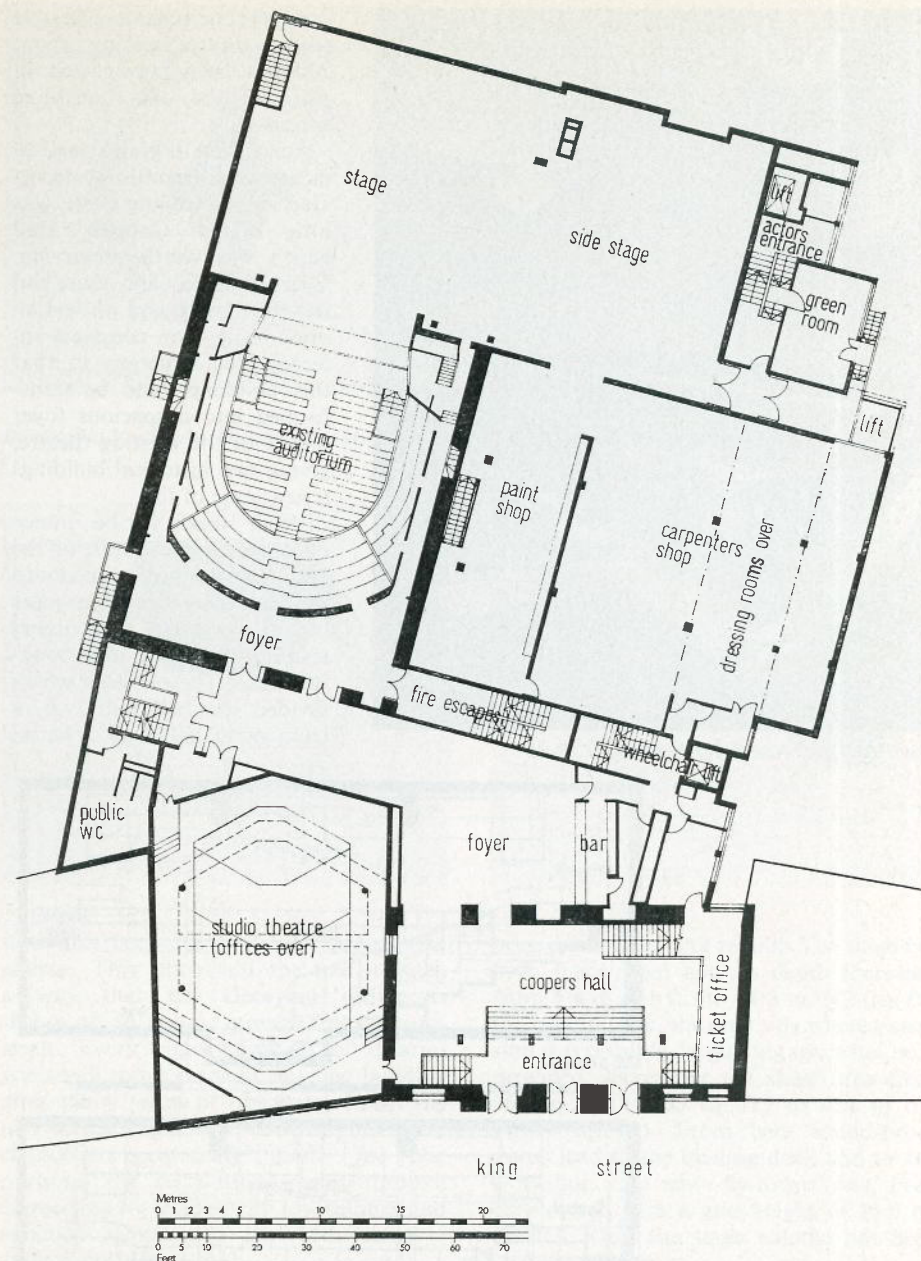 stage
side stage
lift
actors
entrance
green
room
lift
existing
auditorium
paint
shop
carpenters
shop
dressing rooms over
foyer
fire escapes
wheelchair lift
public
wc
foyer
bar
studio theatre
(offices over)
coopers hall
ticket office
entrance
king street
Metres
0 1 2 3 4 5 10 15 20
0 5 10 20 30 40 50 60 70
Feet